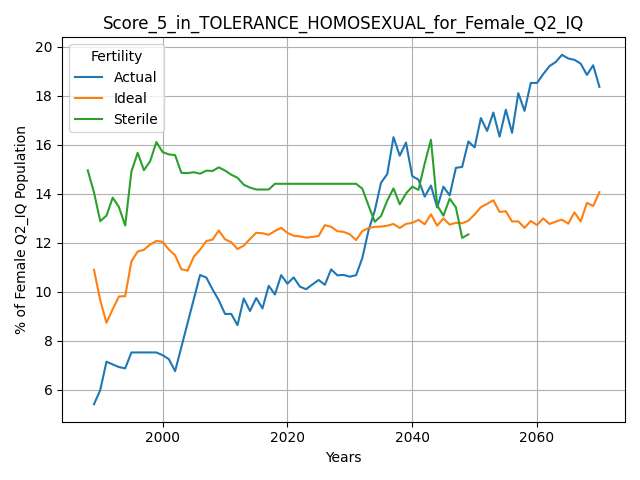 Score_5_in_TOLERANCE_HOMOSEXUAL_for_Female_Q2_IQ
Fertility
Actual
Ideal
Sterile
% of Female Q2_IQ Population
20
18
16
14
12
10
8
6
2000
2020
2040
2060
Years